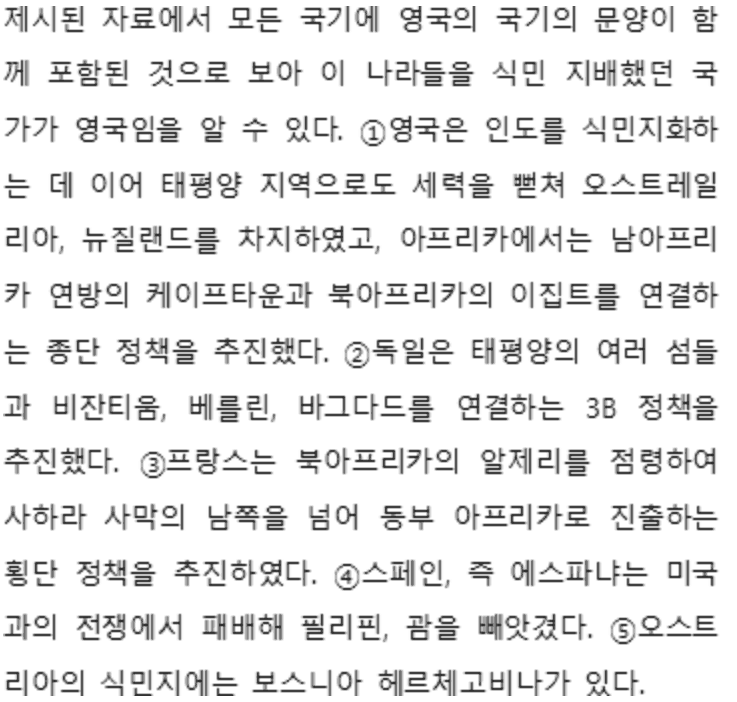 제시된 자료에서 모든 국기에 영국의 국기의 문양이 함
께 포함된 것으로 보아 이 나라들을 식민 지배했던 국
가가 영국임을 알 수 있다. ①영국은 인도를 식민지화하
는 데 이어 태평양 지역으로도 세력을 뻗쳐 오스트레일
리아, 뉴질랜드를 차지하였고, 아프리카에서는 남아프리
카 연방의 케이프타운과 북아프리카의 이집트를 연결하
는 종단 정책을 추진했다. ②독일은 태평양의 여러 섬들
과 비잔티움, 베를린, 바그다드를 연결하는 3B 정책을
추진했다. ③프랑스는 북아프리카의 알제리를 점령하여
사하라 사막의 남쪽을 넘어 동부 아프리카로 진출하는
횡단 정책을 추진하였다. ④스페인, 즉 에스파냐는 미국
과의 전쟁에서 패배해 필리핀, 괌을 빼앗겼다. ⑤오스트
리아의 식민지에는 보스니아 헤르체고비나가 있다.